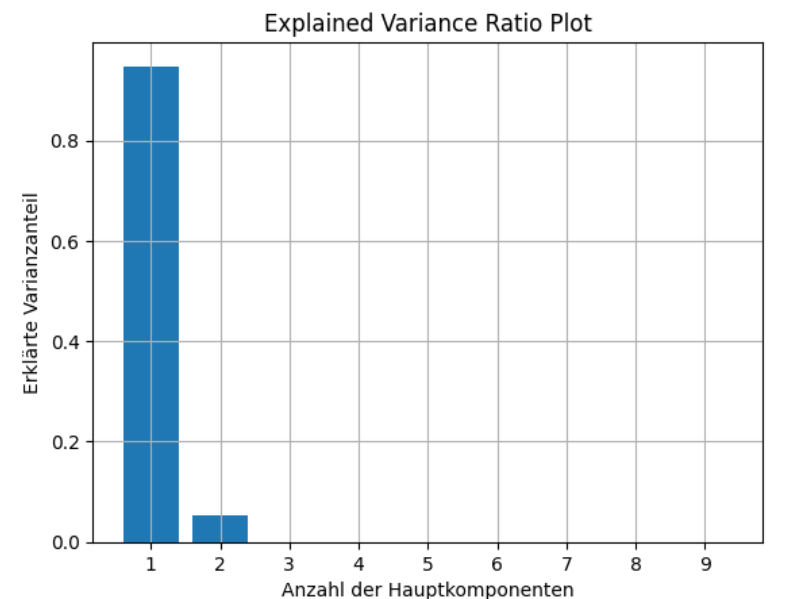 Explained Variance Ratio Plot
0.8
0.6
0.4
0.2
0.0
Erklärte Varianzanteil
1 2 3 4 5 6 7 8 9
Anzahl der Hauptkomponenten